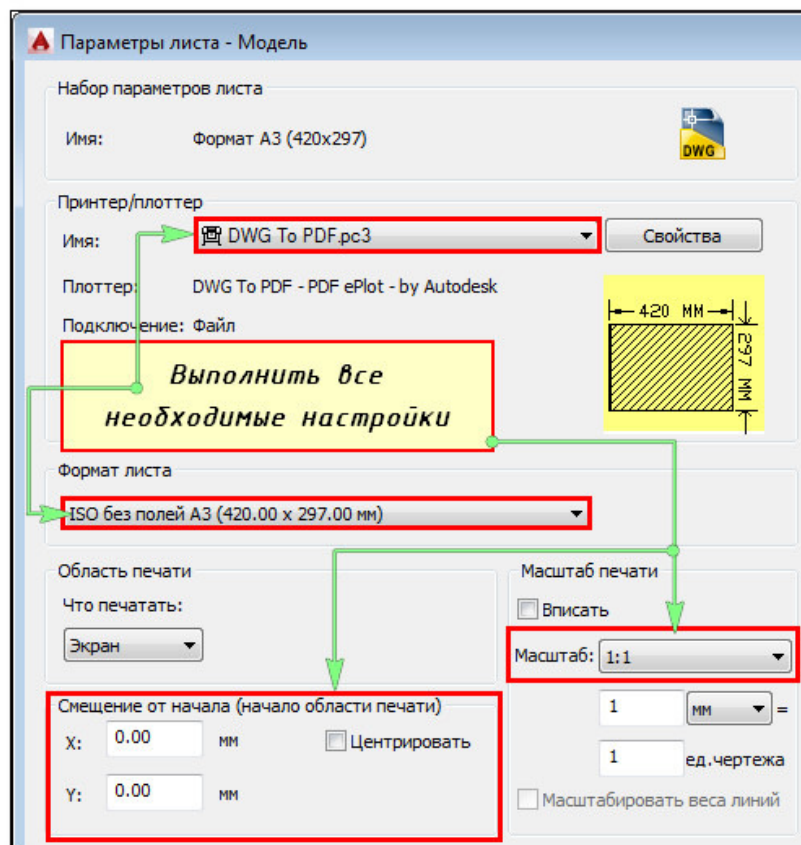 Параметры листа - Модель
Набор параметров листа
Имя: Формат А3 (420x297)
DWG
Принтер/плоттер
Имя: DWG To PDF.pc3 Свойства
Плоттер: DWG To PDF - PDF ePlot - by Autodesk
Подключение: Файл
420 MM
297 MM
Выполнить все
необходимые настройки
Формат листа
ISO без полей A3 (420.00 x 297.00 мм)
Область печати
Что печатать:
Экран
Масштаб печати
Вписать
Масштаб: 1:1
1 мм =
1 ед.чертежа
Масштабировать веса линий
Смещение от начала (начало области печати)
X: 0.00 мм Центрировать
Y: 0.00 мм